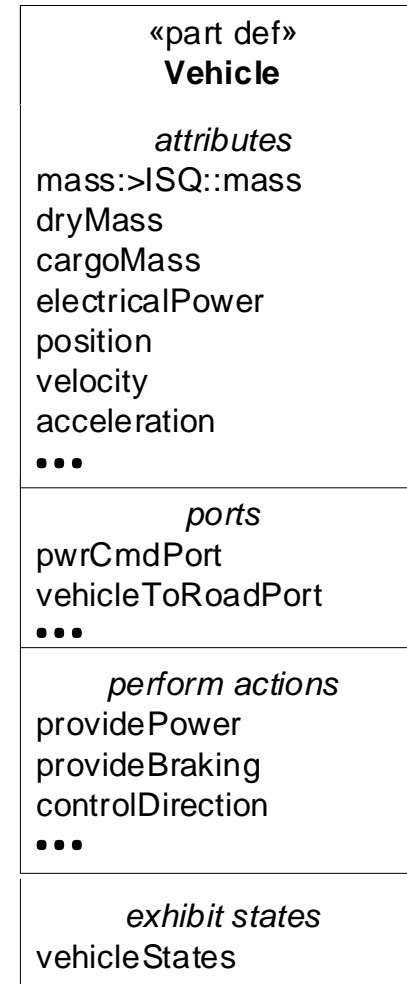 «part def»
Vehicle
attributes
mass:>ISQ::mass
dryMass
cargoMass
electricalPower
position
velocity
acceleration
•••
ports
pwrCmdPort
vehicleToRoadPort
•••
perform actions
providePower
provideBraking
controlDirection
•••
exhibit states
vehicleStates